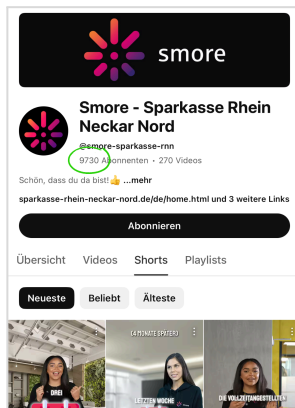 smore
Smore - Sparkasse Rhein
Neckar Nord
@smore-sparkasse-rnn
9730 Abonnenten • 270 Videos
Schön, dass du da bist!👍 ...mehr
sparkasse-rhein-neckar-nord.de/de/home.html und 3 weitere Links
Abonnieren
Übersicht Videos Shorts Playlists
Neueste Beliebt Älteste
(4 MONATE SPÄTER)
DREI
LETZTEN WOCHE
DIE VOLLZEITANGESTELLTEN